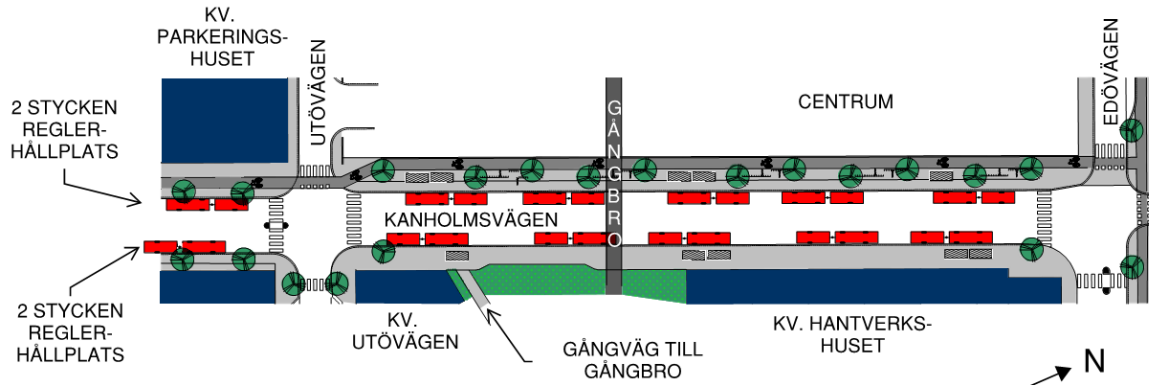 KV.
PARKERINGS-
HUSET
UTÖVÄGEN
2 STYCKEN
REGLER-
HÅLLPLATS
GÅNGBRO
CENTRUM
EDÖVÄGEN
KANHOLMSVÄGEN
2 STYCKEN
REGLER-
HÅLLPLATS
KV.
UTÖVÄGEN
GÅNGVÄG TILL
GÅNGBRO
KV. HANTVERKS-
HUSET
N